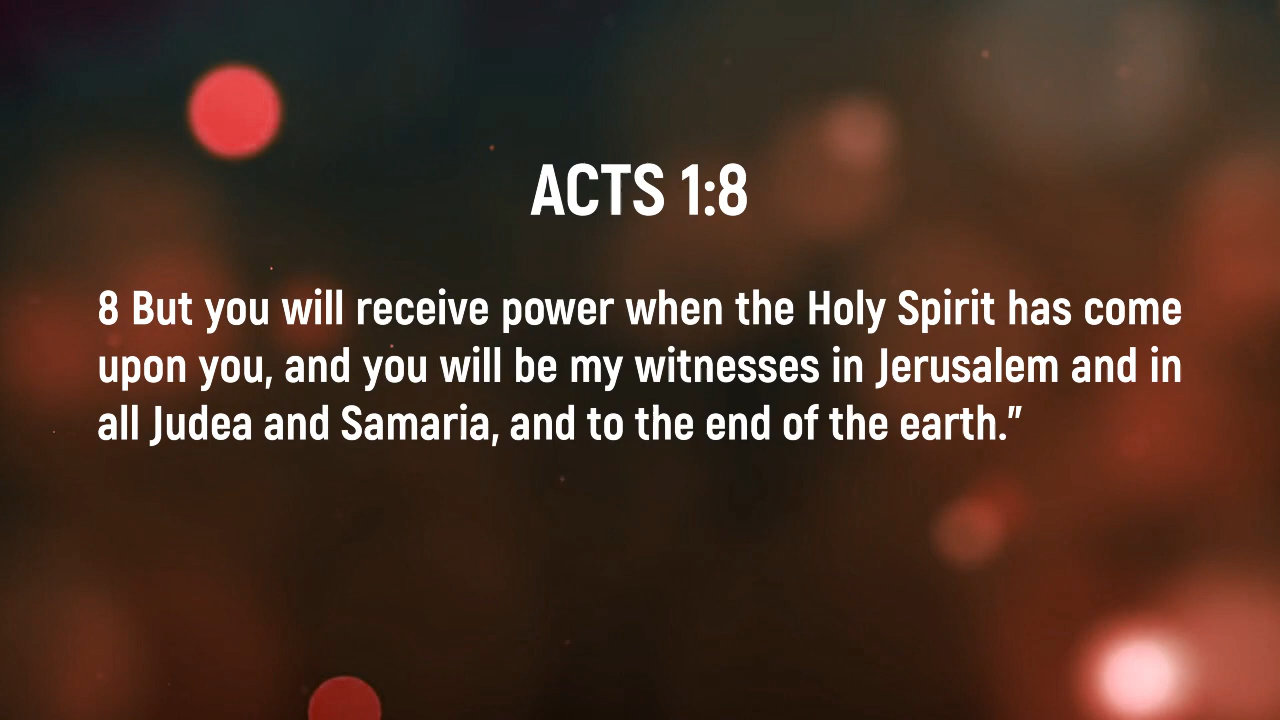 ACTS 1:8
8 But you will receive power when the Holy Spirit has come
upon you, and you will be my witnesses in Jerusalem and in
all Judea and Samaria, and to the end of the earth.”